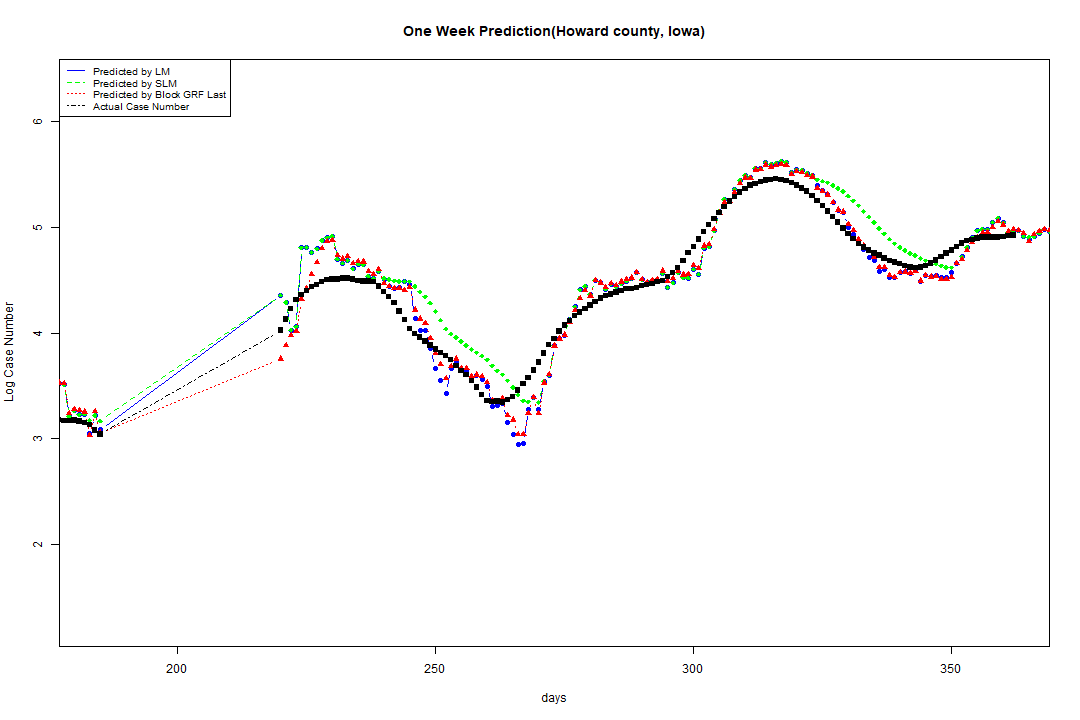 One Week Prediction(Howard county, Iowa)
Predicted by LM
Predicted by SLM
Predicted by Block GRF Last
Actual Case Number
Log Case Number
6
5
4
3
2
200 250 300 350
days